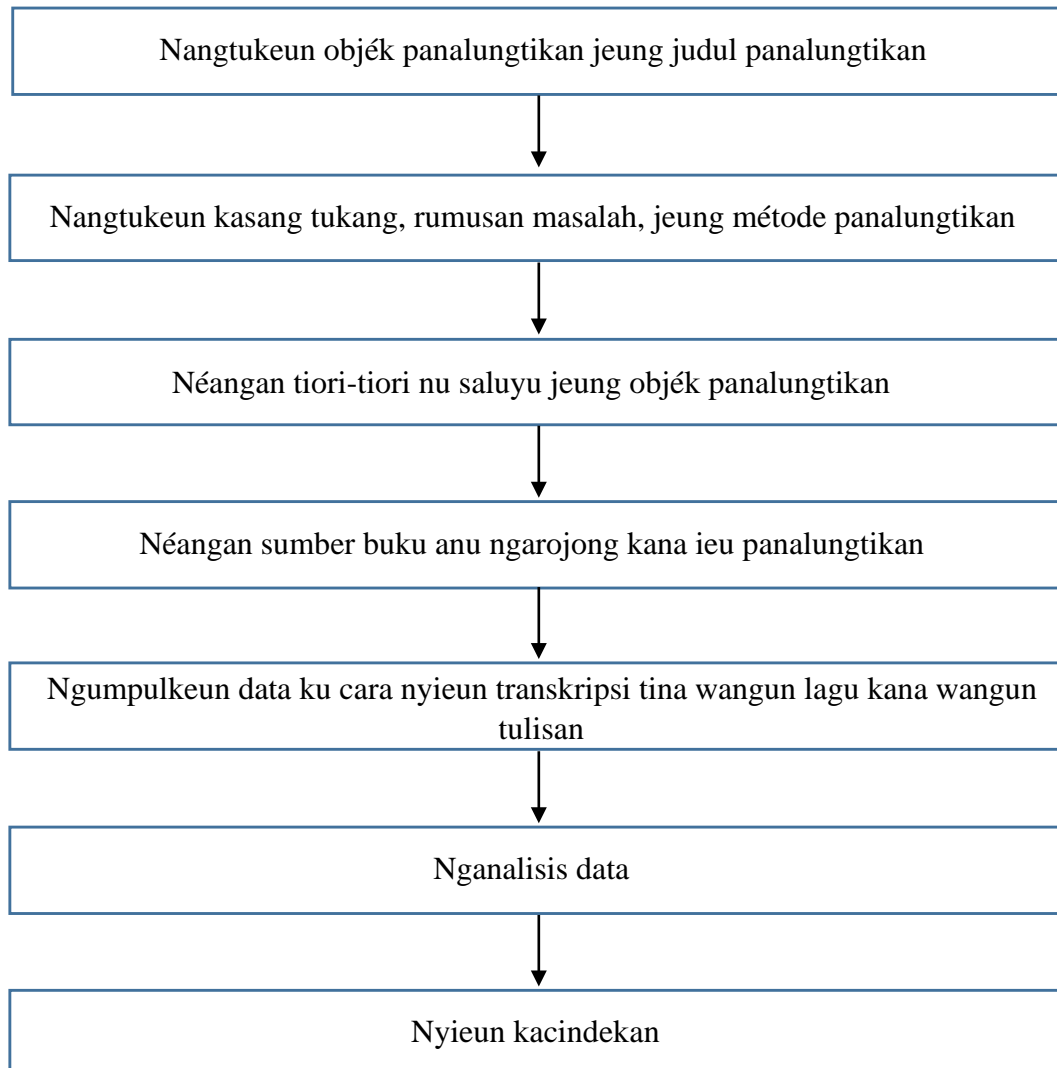 Nangtukeun objék panalungtikan jeung judul panalungtikan
Nangtukeun kasang tukang, rumusan masalah, jeung métode panalungtikan
Néangan tiori-tiori nu saluyu jeung objék panalungtikan
Néangan sumber buku anu ngarojong kana ieu panalungtikan
Ngumpulkeun data ku cara nyieun transkripsi tina wangun lagu kana wangun
tulisan
Nganalisis data
Nyieun kacindekan